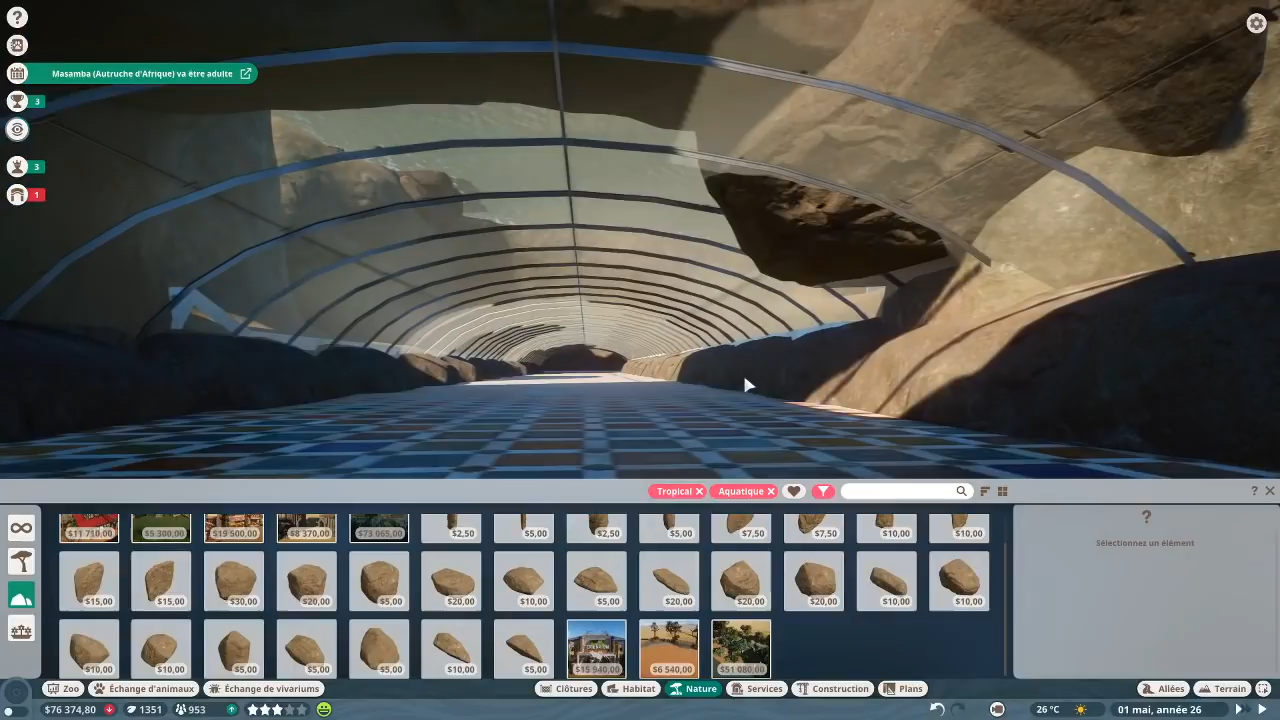 ?
Masamba (Autruche d'Afrique) va être adulte
3
3
1
Tropical ✕ Aquatique ✕ ? ✕
$11 710,00 $5 300,00 $19 500,00 $8 370,00 $73 065,00 $2,50 $5,00 $2,50 $5,00 $7,50 $7,50 $10,00 $10,00
?
Sélectionnez un élément
$15,00 $15,00 $30,00 $20,00 $5,00 $20,00 $10,00 $5,00 $20,00 $20,00 $20,00 $10,00 $10,00
$10,00 $10,00 $5,00 $5,00 $5,00 $10,00 $5,00 $15 940,00 $6 540,00 $51 080,00
Zoo Échange d'animaux Échange de vivariums Clôtures Habitat Nature Services Construction Plans Allées Terrain
$76 374,80 1351 953 26 °C 01 mai, année 26